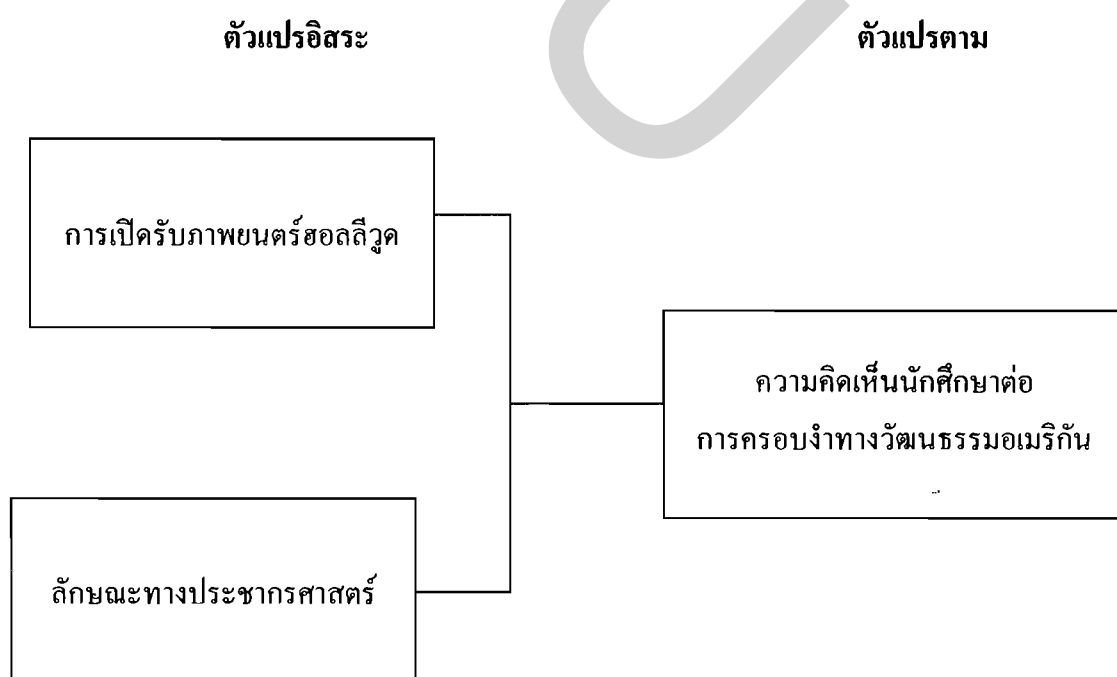 ตัวแปรอิสระ
ตัวแปรตาม
การเปิดรับภาพยนตร์ฮอลลีวูด
ความคิดเห็นนักศึกษาต่อ
การครอบงำทางวัฒนธรรมอเมริกัน
ลักษณะทางประชากรศาสตร์